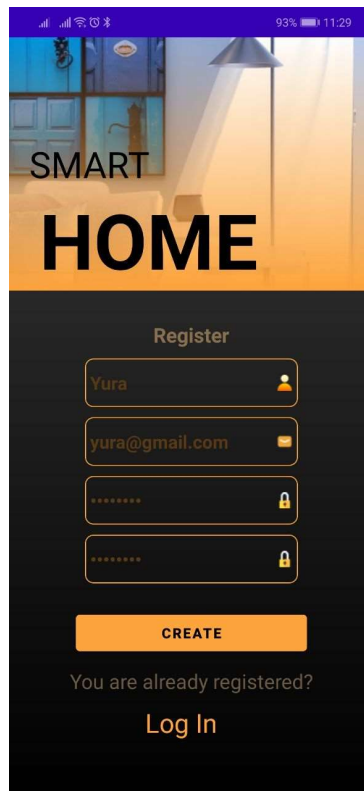 93% 11:29
SMART
HOME
Register
Yura
yura@gmail.com
••••••••
••••••••
CREATE
You are already registered?
Log In